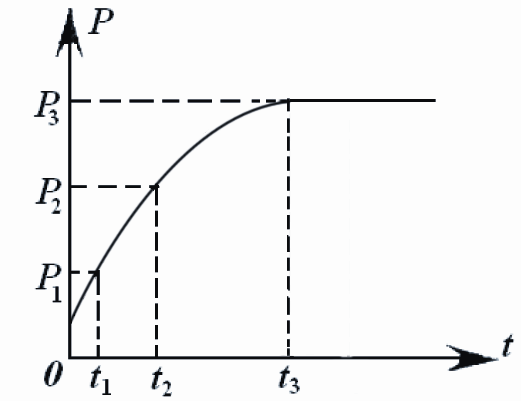 P
P₃
P₂
P₁
0 t₁ t₂ t₃ t